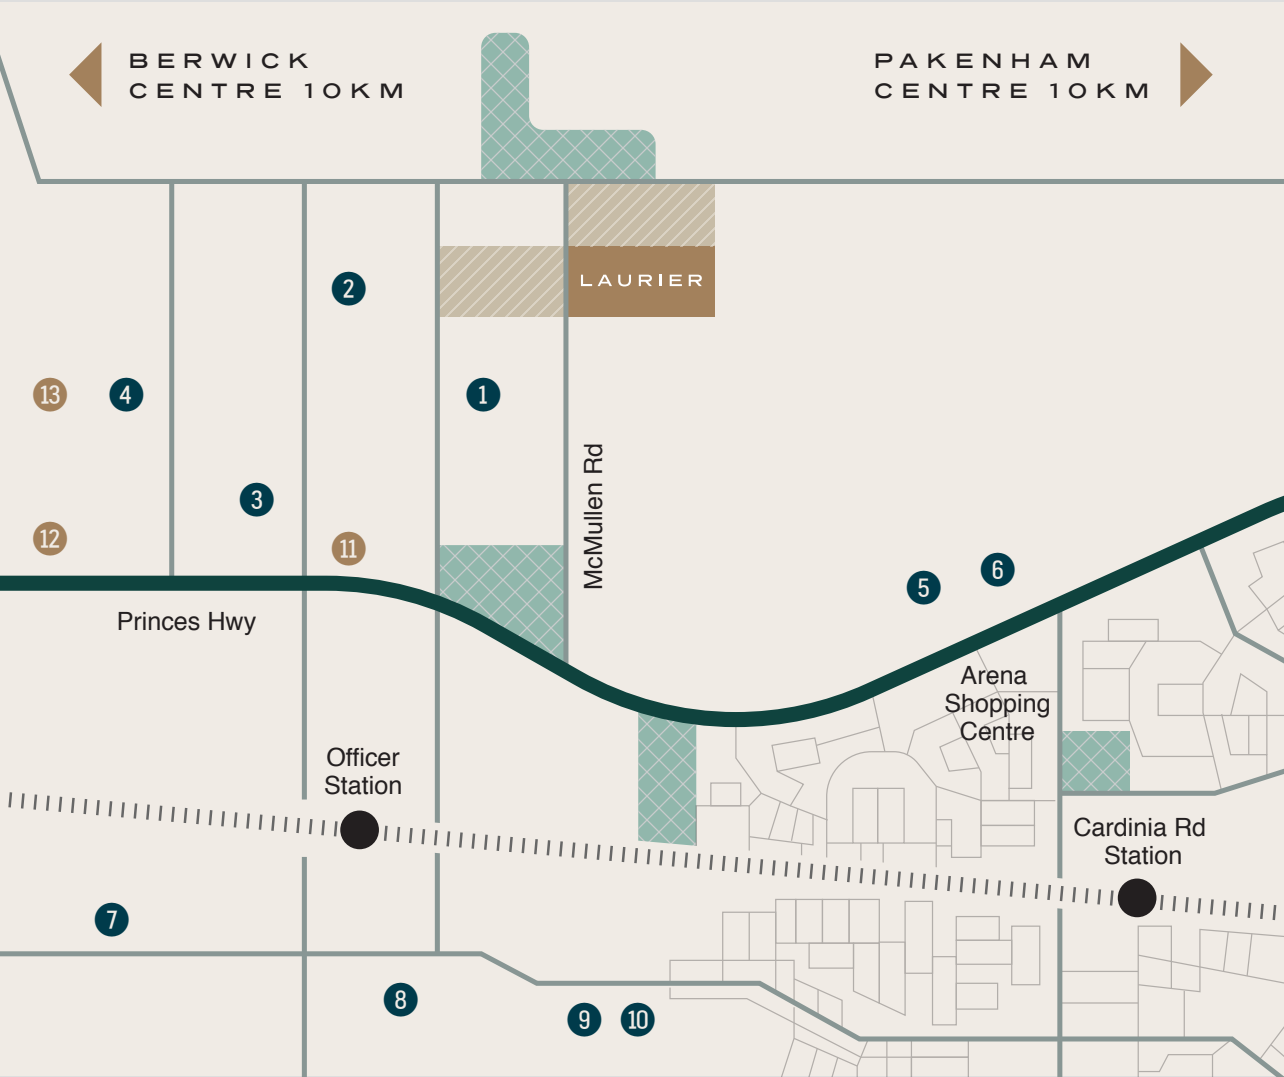 BERWICK
CENTRE 10KM
PAKENHAM
CENTRE 10KM
LAURIER
2
13
4
1
McMullen Rd
3
12
11
6
5
Princes Hwy
Arena
Shopping
Centre
Officer
Station
Cardinia Rd
Station
7
8
9
10